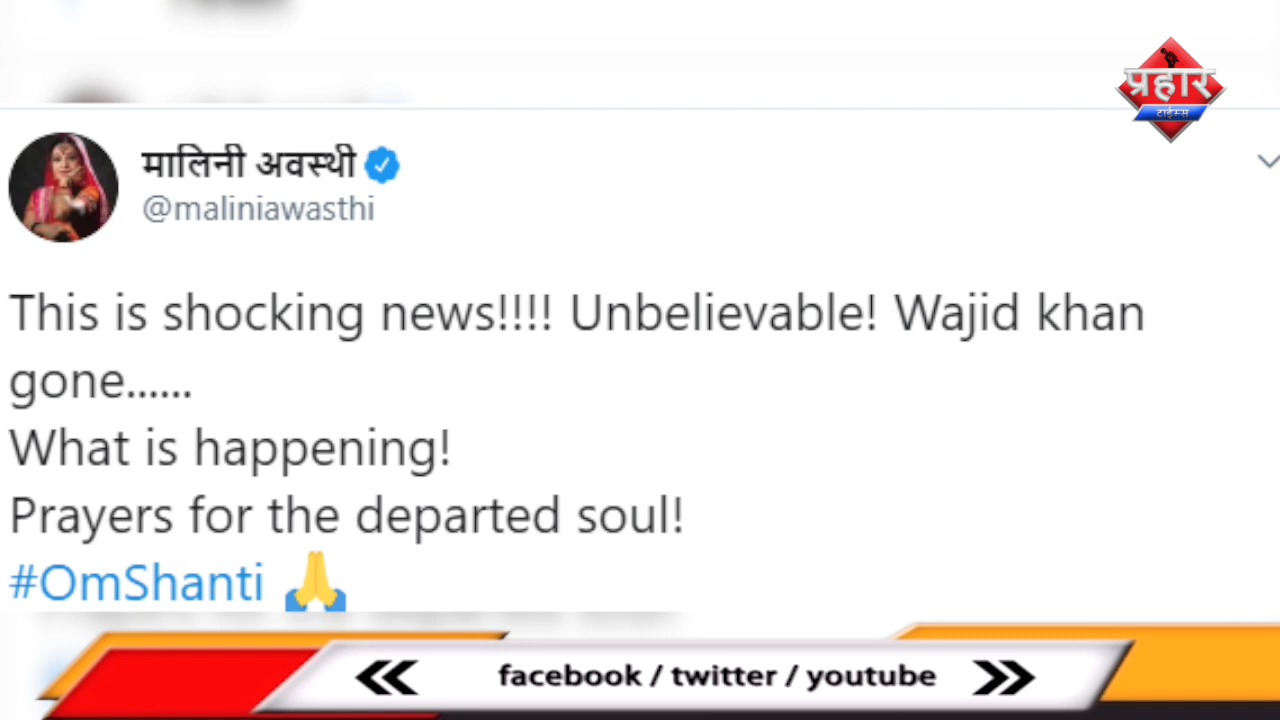 प्रहार
टाईम्स
मालिनी अवस्थी
@maliniawasthi
This is shocking news!!!! Unbelievable! Wajid khan
gone......
What is happening!
Prayers for the departed soul!
#OmShanti 🙏
facebook / twitter / youtube